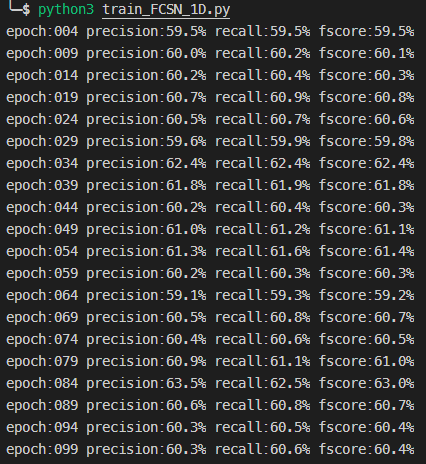 ╰─$ python3 train_FCSN_1D.py
epoch:004 precision:59.5% recall:59.5% fscore:59.5%
epoch:009 precision:60.0% recall:60.2% fscore:60.1%
epoch:014 precision:60.2% recall:60.4% fscore:60.3%
epoch:019 precision:60.7% recall:60.9% fscore:60.8%
epoch:024 precision:60.5% recall:60.7% fscore:60.6%
epoch:029 precision:59.6% recall:59.9% fscore:59.8%
epoch:034 precision:62.4% recall:62.4% fscore:62.4%
epoch:039 precision:61.8% recall:61.9% fscore:61.8%
epoch:044 precision:60.2% recall:60.4% fscore:60.3%
epoch:049 precision:61.0% recall:61.2% fscore:61.1%
epoch:054 precision:61.3% recall:61.6% fscore:61.4%
epoch:059 precision:60.2% recall:60.3% fscore:60.3%
epoch:064 precision:59.1% recall:59.3% fscore:59.2%
epoch:069 precision:60.5% recall:60.8% fscore:60.7%
epoch:074 precision:60.4% recall:60.6% fscore:60.5%
epoch:079 precision:60.9% recall:61.1% fscore:61.0%
epoch:084 precision:63.5% recall:62.5% fscore:63.0%
epoch:089 precision:60.6% recall:60.8% fscore:60.7%
epoch:094 precision:60.3% recall:60.5% fscore:60.4%
epoch:099 precision:60.3% recall:60.6% fscore:60.4%